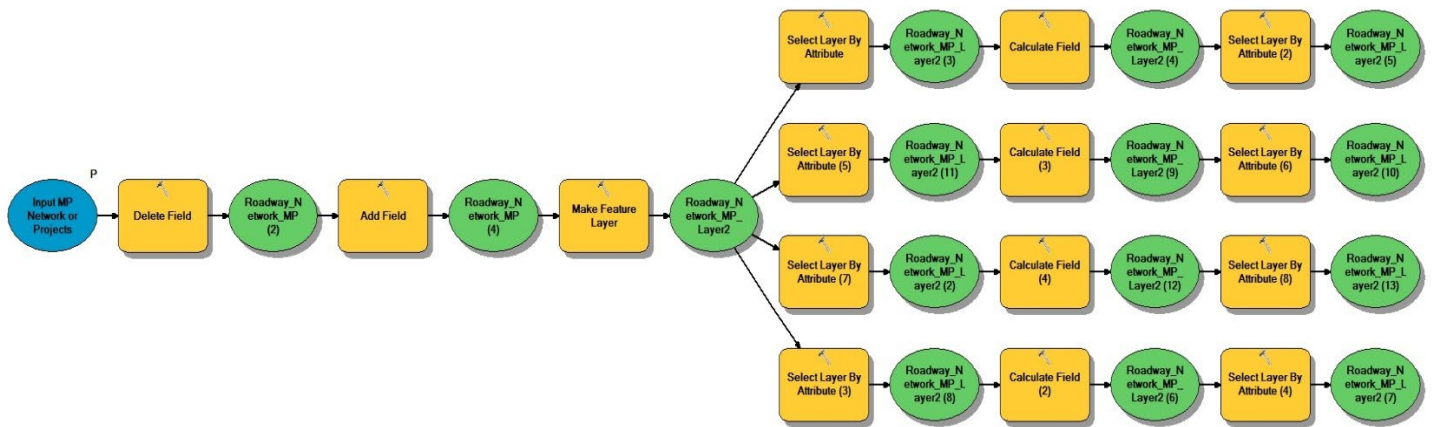 P
Input MP
Network or
Projects
Delete Field
Roadway_N
etwork_MP
(2)
Add Field
Roadway_N
etwork_MP
(4)
Make Feature
Layer
Roadway_N
etwork_MP_
Layer2
Select Layer By
Attribute
Roadway_N
etwork_MP_L
ayer2 (3)
Calculate Field
Roadway_N
etwork_MP_
Layer2 (4)
Select Layer By
Attribute (2)
Roadway_N
etwork_MP_L
ayer2 (5)
Select Layer By
Attribute (5)
Roadway_N
etwork_MP_L
ayer2 (11)
Calculate Field
(3)
Roadway_N
etwork_MP_
Layer2 (9)
Select Layer By
Attribute (6)
Roadway_N
etwork_MP_L
ayer2 (10)
Select Layer By
Attribute (7)
Roadway_N
etwork_MP_L
ayer2 (2)
Calculate Field
(4)
Roadway_N
etwork_MP_
Layer2 (12)
Select Layer By
Attribute (8)
Roadway_N
etwork_MP_L
ayer2 (13)
Select Layer By
Attribute (3)
Roadway_N
etwork_MP_L
ayer2 (8)
Calculate Field
(2)
Roadway_N
etwork_MP_
Layer2 (6)
Select Layer By
Attribute (4)
Roadway_N
etwork_MP_L
ayer2 (7)